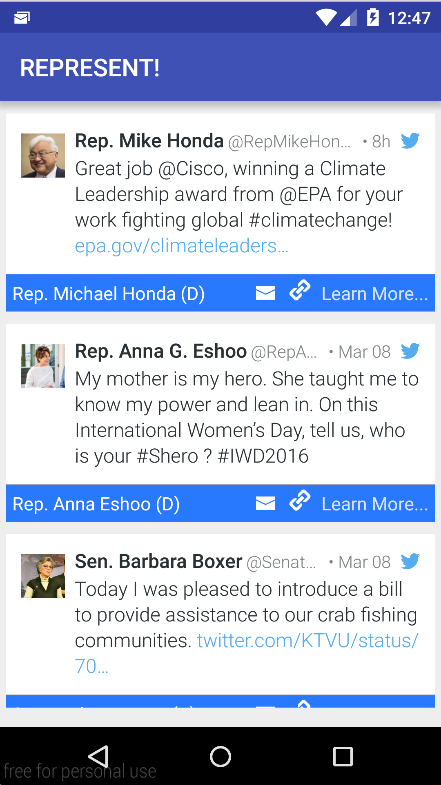 12:47
REPRESENT!
Rep. Mike Honda @RepMikeHon... • 8h
Great job @Cisco, winning a Climate
Leadership award from @EPA for your
work fighting global #climatechange!
epa.gov/climateleaders…
Rep. Michael Honda (D) Learn More...
Rep. Anna G. Eshoo @RepA... • Mar 08
My mother is my hero. She taught me to
know my power and lean in. On this
International Women's Day, tell us, who
is your #Shero ? #IWD2016
Rep. Anna Eshoo (D) Learn More...
Sen. Barbara Boxer @Senat... • Mar 08
Today I was pleased to introduce a bill
to provide assistance to our crab fishing
communities. twitter.com/KTVU/status/
70…
free for personal use